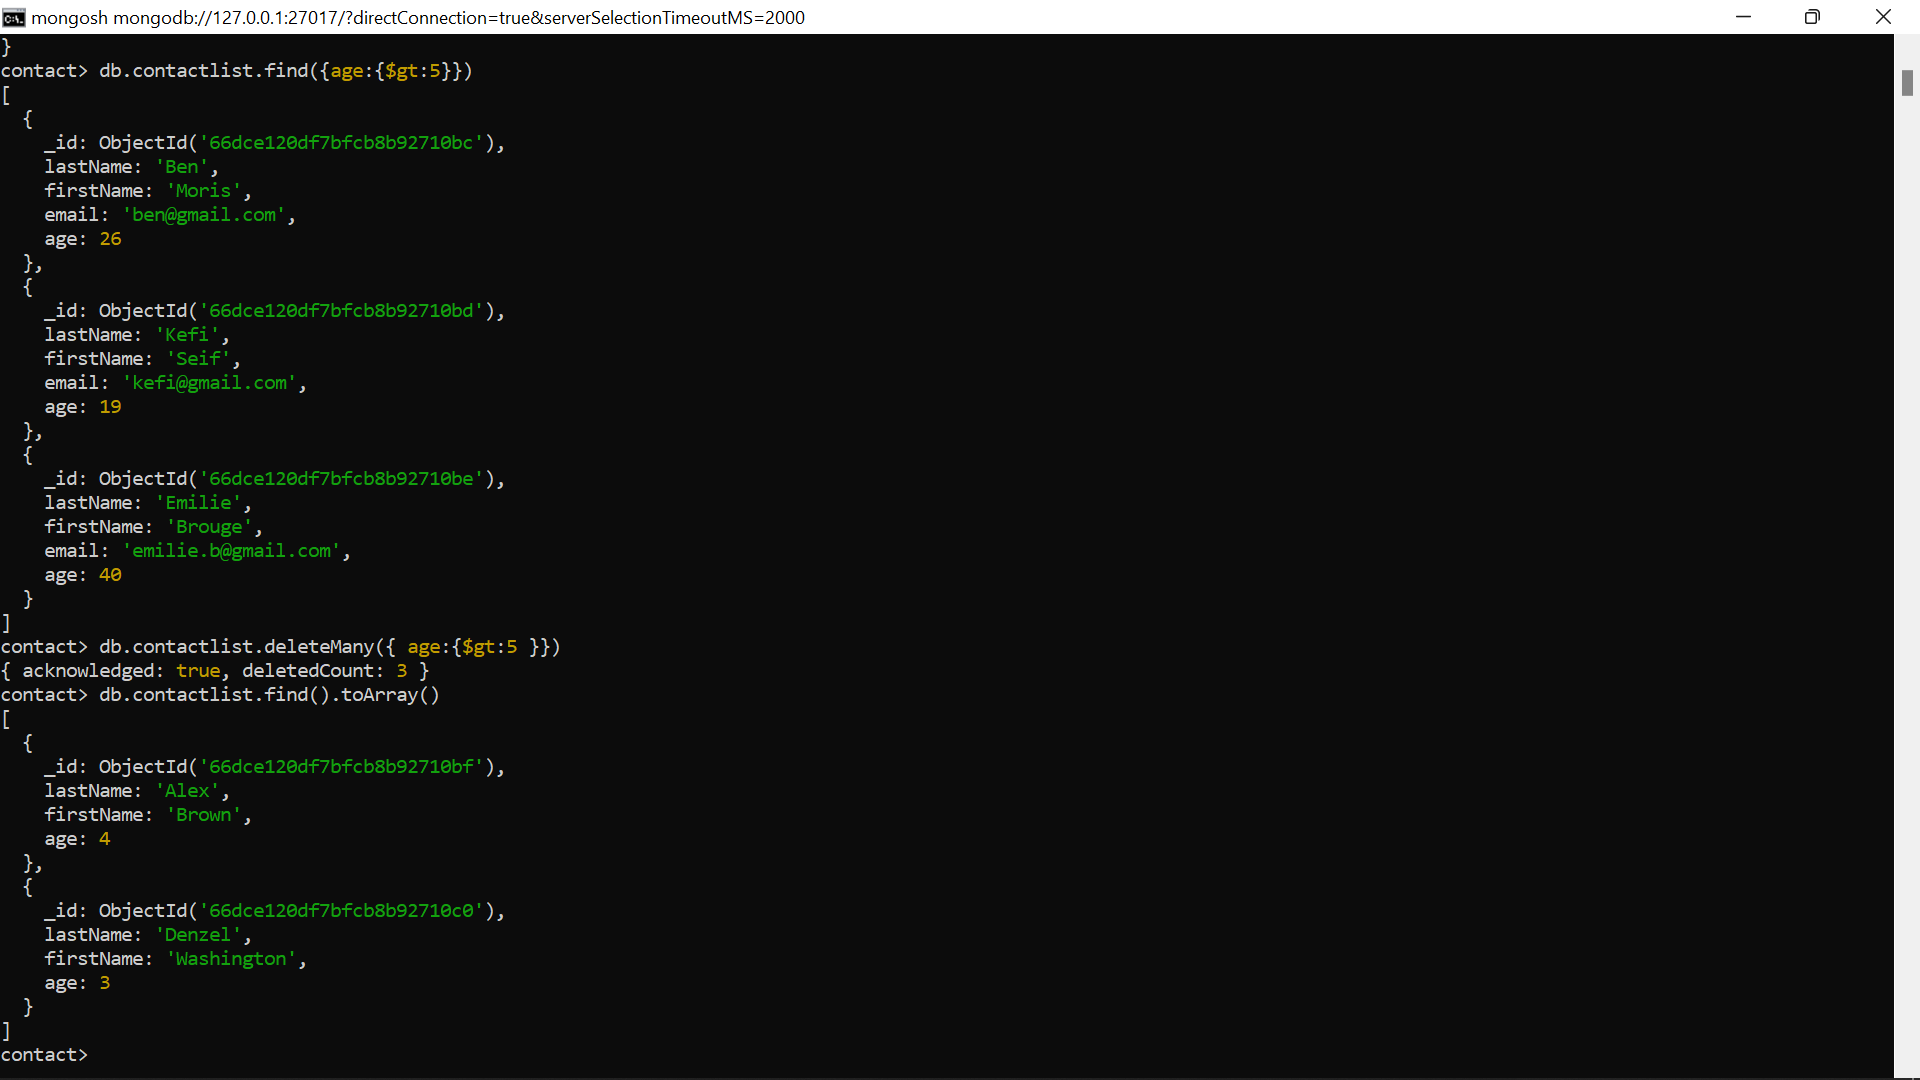 mongosh mongodb://127.0.0.1:27017/?directConnection=true&serverSelectionTimeoutMS=2000
}
contact> db.contactlist.find({age:{$gt:5}})
[
  {
    _id: ObjectId('66dce120df7bfcb8b92710bc'),
    lastName: 'Ben',
    firstName: 'Moris',
    email: 'ben@gmail.com',
    age: 26
  },
  {
    _id: ObjectId('66dce120df7bfcb8b92710bd'),
    lastName: 'Kefi',
    firstName: 'Seif',
    email: 'kefi@gmail.com',
    age: 19
  },
  {
    _id: ObjectId('66dce120df7bfcb8b92710be'),
    lastName: 'Emilie',
    firstName: 'Brouge',
    email: 'emilie.b@gmail.com',
    age: 40
  }
]
contact> db.contactlist.deleteMany({ age:{$gt:5 }})
{ acknowledged: true, deletedCount: 3 }
contact> db.contactlist.find().toArray()
[
  {
    _id: ObjectId('66dce120df7bfcb8b92710bf'),
    lastName: 'Alex',
    firstName: 'Brown',
    age: 4
  },
  {
    _id: ObjectId('66dce120df7bfcb8b92710c0'),
    lastName: 'Denzel',
    firstName: 'Washington',
    age: 3
  }
]
contact>